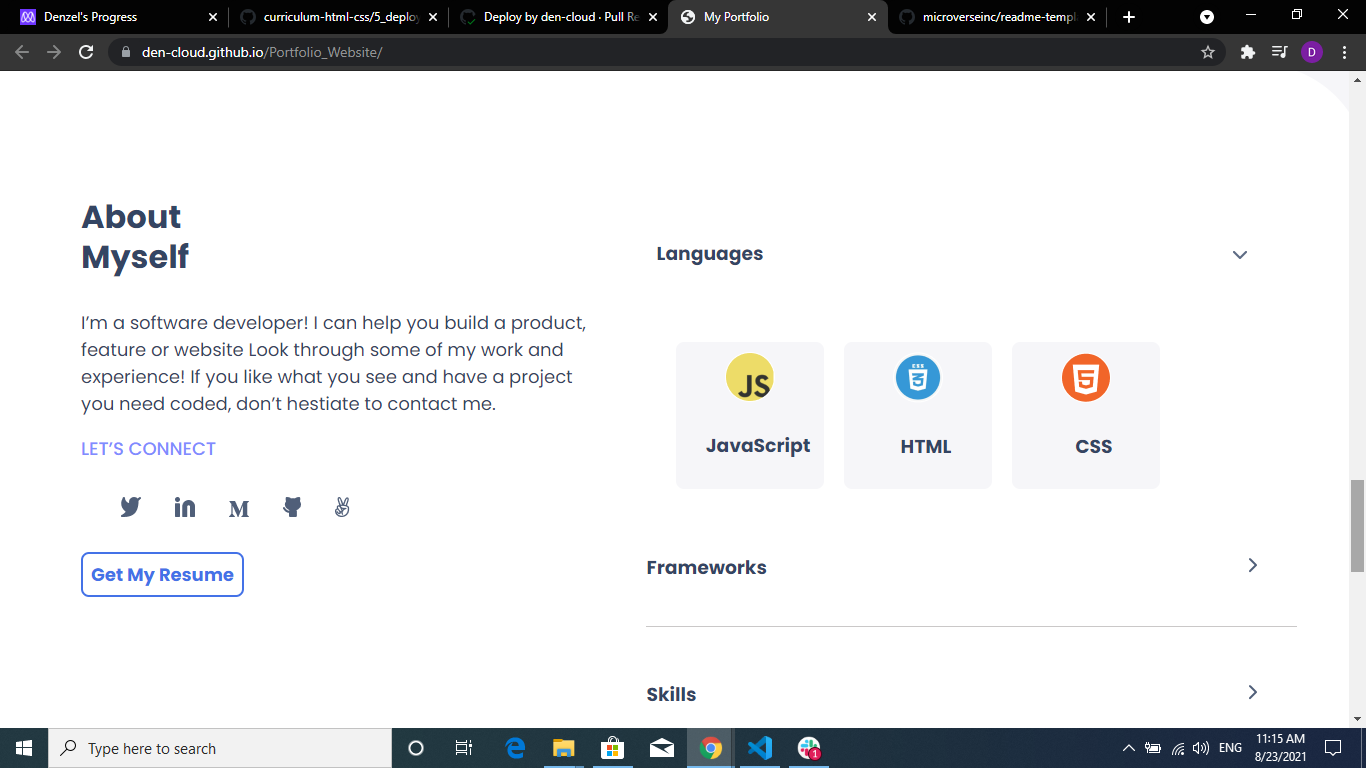 Denzel's Progress
curriculum-html-css/5_deploy
Deploy by den-cloud · Pull Re
My Portfolio
microverseinc/readme-templ
den-cloud.github.io/Portfolio_Website/
D
About
Myself
I’m a software developer! I can help you build a product,
feature or website Look through some of my work and
experience! If you like what you see and have a project
you need coded, don’t hestiate to contact me.
LET’S CONNECT
Get My Resume
Languages
JS
JavaScript
CSS
3
HTML
5
CSS
Frameworks
Skills
Type here to search
1
ENG
11:15 AM
8/23/2021